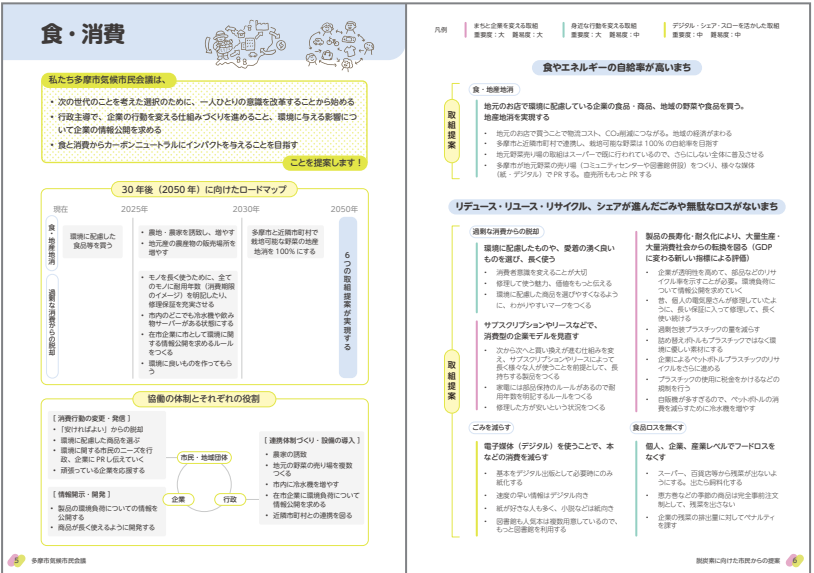 食・消費
私たち多摩市気候市民会議は、
• 次の世代のことを考えた選択のために、一人ひとりの意識を改革することから始める
• 行政主導で、企業の行動を変える仕組みづくりを進めること、環境に与える影響につ
いて企業の情報公開を求める
• 食と消費からカーボンニュートラルにインパクトを与えることを目指す
ことを提案します！
30年後（2050年）に向けたロードマップ
現在
2025年
2030年
2050年
食・地産地消
環境に配慮した
食品等を買う
• 農地・農家を誘致し、増やす
• 地元産の農産物の販売場所を
増やす
多摩市と近隣市町村で
栽培可能な野菜の地産
地消を100%にする
過剰な消費からの脱却
• モノを長く使うために、全て
のモノに耐用年数（消費期限
のイメージ）を明記したり、
修理保証を充実させる
• 市内のどこでも冷水機や飲み
物サーバーがある状態にする
• 在市企業に市として環境に関
する情報公開を求めるルール
をつくる
• 環境に良いものを作ってもら
う
6つの取組提案が実現する
協働の体制とそれぞれの役割
[ 消費行動の変更・発信 ]
• 「安ければよい」からの脱却
• 環境に配慮した商品を選ぶ
• 環境に関する市民のニーズを行
政、企業にPRし伝えていく
• 頑張っている企業を応援する
[ 情報開示・開発 ]
• 製品の環境負荷についての情報を
公開する
• 商品が長く使えるように開発する
市民・地域団体
企業
行政
[ 連携体制づくり・設備の導入 ]
• 農家の誘致
• 地元の野菜の売り場を複数
つくる
• 市内に冷水機を増やす
• 在市企業に環境負荷について
情報公開を求める
• 近隣市町村との連携を図る
5
多摩市気候市民会議
凡例
まちと企業を変える取組
重要度：大 難易度：大
身近な行動を変える取組
重要度：大 難易度：中
デジタル・シェア・スローを活かした取組
重要度：中 難易度：中
食やエネルギーの自給率が高いまち
取組提案
食・地産地消
地元のお店で環境に配慮している企業の食品・商品、地域の野菜や食品を買う。
地産地消を実現する
• 地元のお店で買うことで物流コスト、CO₂削減につながる。地域の経済がまわる
• 多摩市と近隣市町村で連携し、栽培可能な野菜は100%の自給率を目指す
• 地元野菜売り場の取組はスーパーで既に行われているので、さらにしない全体に普及させる
• 多摩市が地元野菜の売り場（コミュニティセンターや図書館併設）をつくり、様々な媒体
（紙・デジタル）でPRする。直売所ももっとPRする
リデュース・リユース・リサイクル、シェアが進んだごみや無駄なロスがないまち
取組提案
過剰な消費からの脱却
環境に配慮したものや、愛着の湧く良い
ものを選び、長く使う
• 消費者意識を変えることが大切
• 修理して使う魅力、価値をもっと伝える
• 環境に配慮した商品を選びやすくなるよう
に、わかりやすいマークをつくる
サブスクリプションやリースなどで、
消費型の企業モデルを見直す
• 次から次へと買い換えが進む仕組みを変
え、サブスクリプションやリースによって
長く様々な人が使うことを前提として、長
持ちする製品をつくる
• 家電には部品保持のルールがあるので耐
用年数を明記するルールをつくる
• 修理した方が安いという状況をつくる
製品の長寿化・耐久化により、大量生産・
大量消費社会からの転換を図る（GDP
に変わる新しい指標による評価）
• 企業が透明性を高めて、部品などのリサイ
クル率を示すことが必要。環境負荷に
ついて情報公開を求めていく
• 昔、個人の電気屋さんが修理していたよ
うに、長い保証に入って修理して、長く
使い続ける
• 過剰包装プラスチックの量を減らす
• 詰め替えボトルもプラスチックではなく環
境に優しい素材にする
• 企業によるペットボトルプラスチックのリサ
イクルをさらに進める
• プラスチックの使用に税金をかけるなどの
規制を行う
• 自販機が多すぎるので、ペットボトルの消
費を減らすために冷水機を増やす
ごみを減らす
電子媒体（デジタル）を使うことで、本
などの消費を減らす
• 基本をデジタル出版として必要時にのみ
紙化する
• 速度の早い情報はデジタル向き
• 紙が好きな人も多く、小説などは紙向き
• 図書館も人気本は複数用意しているので、
もっと図書館を利用する
食品ロスを無くす
個人、企業、産業レベルでフードロスを
なくす
• スーパー、百貨店等から残菜が出ないよ
うにする。出たら飼料化する
• 恵方巻などの季節の商品は完全事前注文
制として、残菜を出さない
• 企業の残菜の排出量に対してペナルティ
を課す
脱炭素に向けた市民からの提案
6